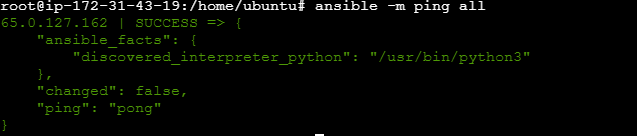 root@ip-172-31-43-19:/home/ubuntu# ansible -m ping all
65.0.127.162 | SUCCESS => {
    "ansible_facts": {
        "discovered_interpreter_python": "/usr/bin/python3"
    },
    "changed": false,
    "ping": "pong"
}